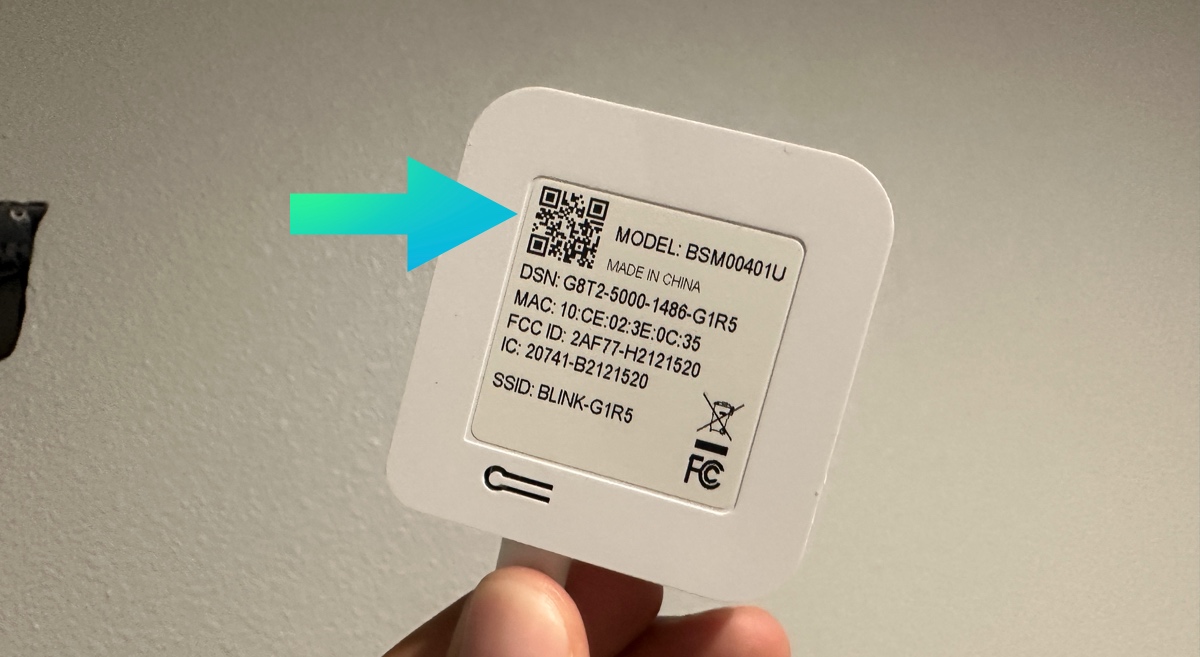 MODEL: BSM00401U
MADE IN CHINA
DSN: G8T2-5000-1486-G1R5
MAC: 10:CE:02:3E:0C:35
FCC ID: 2AF77-H2121520
IC: 20741-B2121520
SSID: BLINK-G1R5
FC